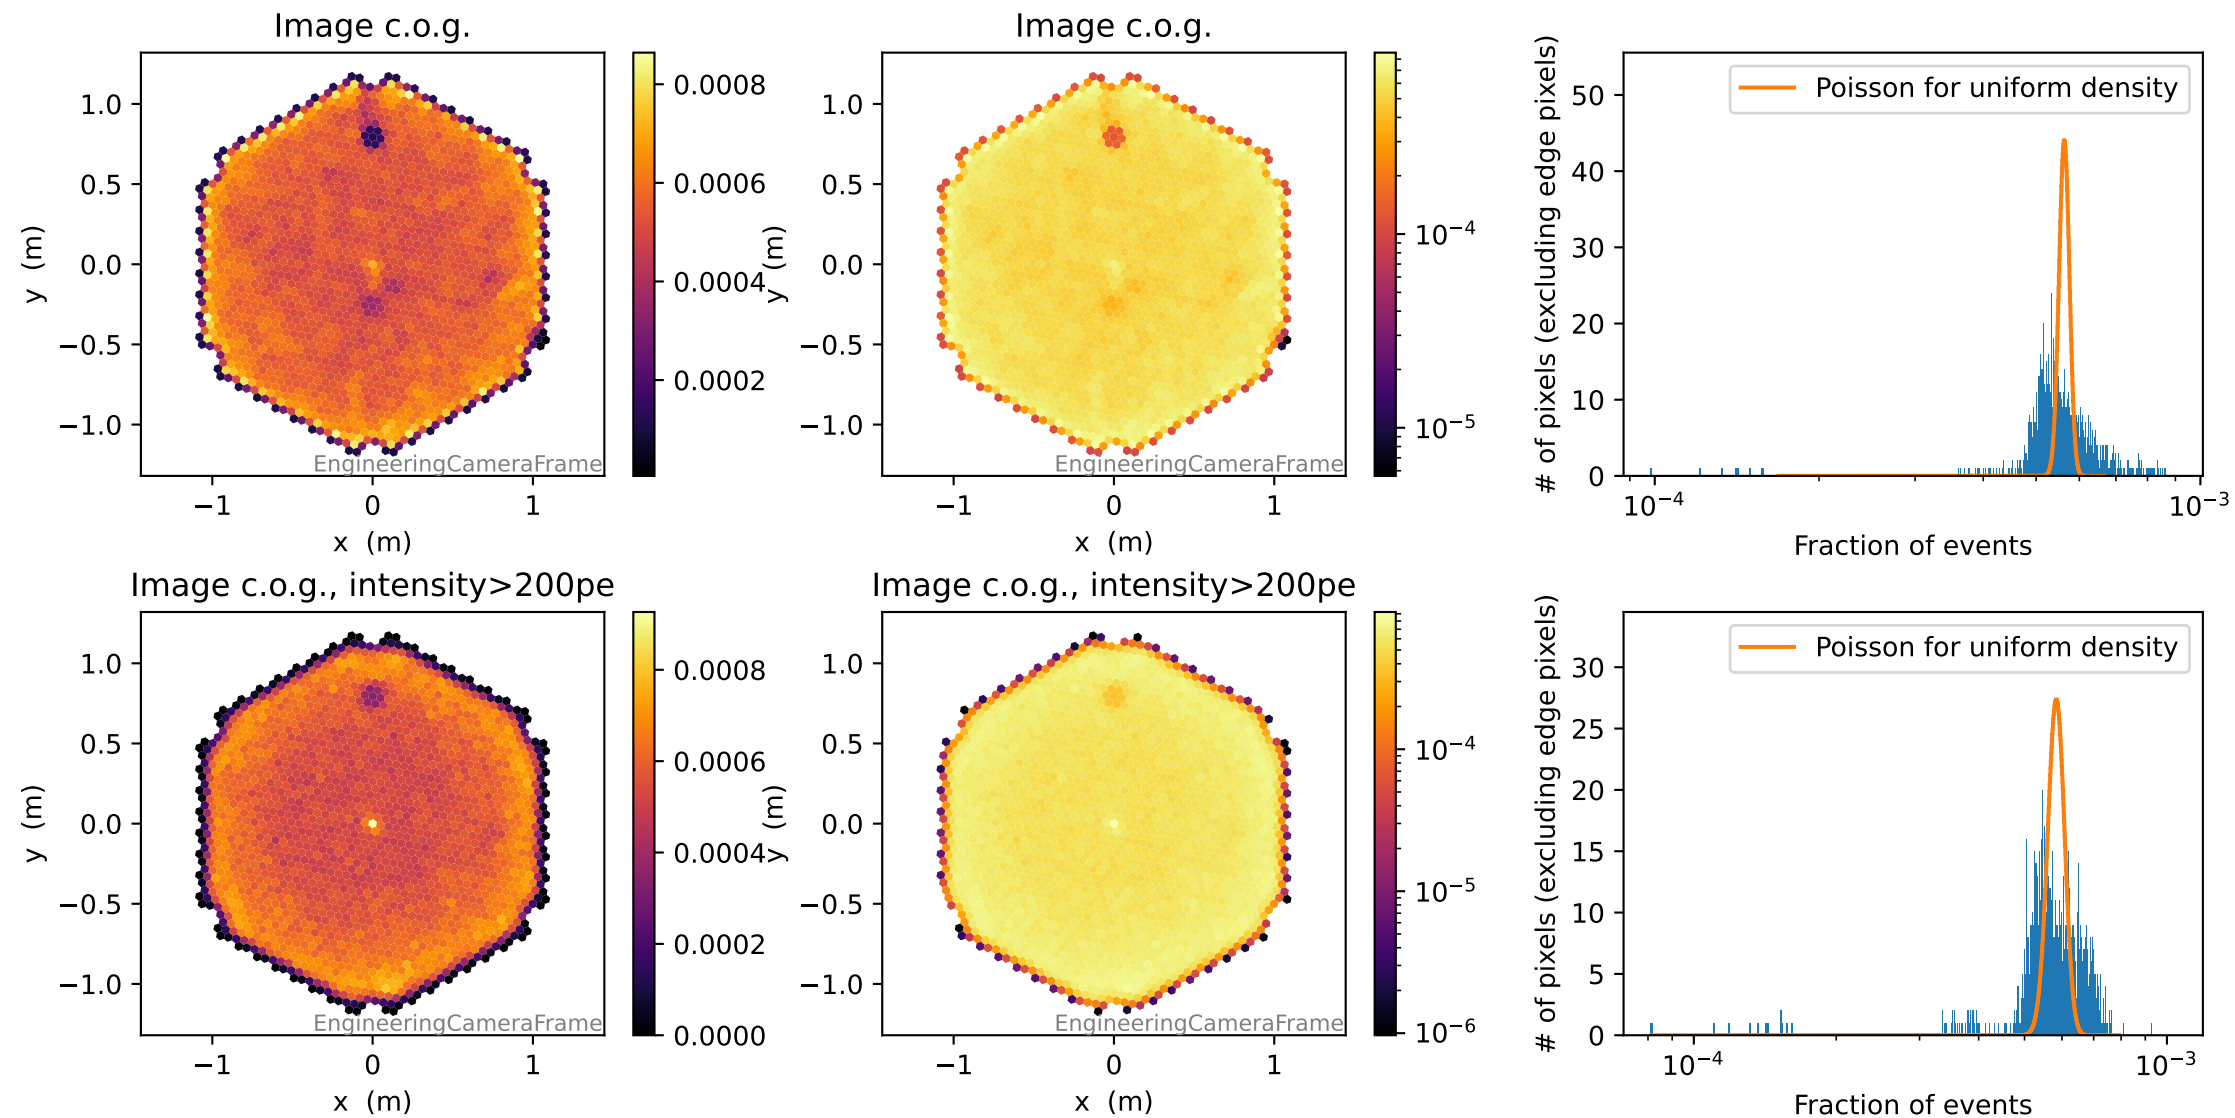 Image c.o.g.
1.0
0.5
0.0
−0.5
−1.0
y (m)
−1
0
1
x (m)
EngineeringCameraFrame
0.0008
0.0006
0.0004
0.0002
Image c.o.g.
1.0
0.5
0.0
−0.5
−1.0
y (m)
−1
0
1
x (m)
EngineeringCameraFrame
10−4
10−5
# of pixels (excluding edge pixels)
50
40
30
20
10
0
Poisson for uniform density
10−4
10−3
Fraction of events
Image c.o.g., intensity>200pe
1.0
0.5
0.0
−0.5
−1.0
y (m)
−1
0
1
x (m)
EngineeringCameraFrame
0.0008
0.0006
0.0004
0.0002
0.0000
Image c.o.g., intensity>200pe
1.0
0.5
0.0
−0.5
−1.0
y (m)
−1
0
1
x (m)
EngineeringCameraFrame
10−4
10−5
10−6
# of pixels (excluding edge pixels)
30
25
20
15
10
5
0
Poisson for uniform density
10−4
10−3
Fraction of events